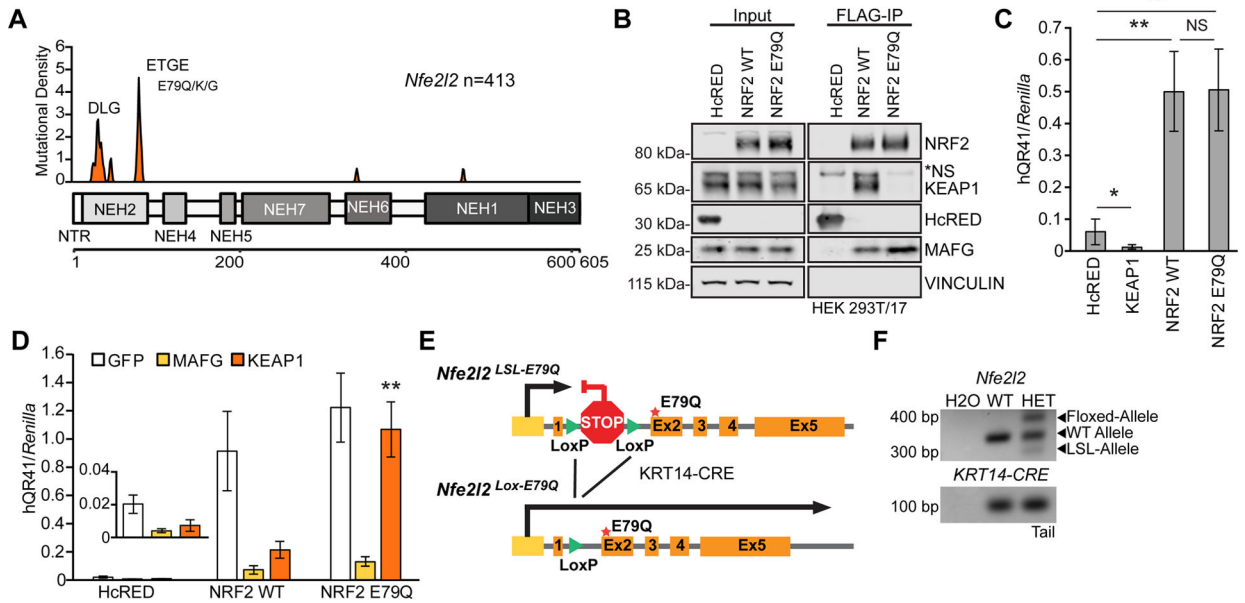 A
Mutational Density
6
5
4
3
2
1
0
DLG
ETGE
E79Q/K/G
Nfe2l2 n=413
NEH2
NEH7
NEH6
NEH1
NEH3
NTR
NEH4
NEH5
1
200
400
600 605
B
Input
FLAG-IP
HcRED
NRF2 WT
NRF2 E79Q
HcRED
NRF2 WT
NRF2 E79Q
80 kDa-
NRF2
65 kDa-
*NS
KEAP1
30 kDa-
HcRED
25 kDa-
MAFG
115 kDa-
VINCULIN
HEK 293T/17
C
hQR41/Renilla
0.7
0.6
0.5
0.4
0.3
0.2
0.1
0
**
NS
*
HcRED
KEAP1
NRF2 WT
NRF2 E79Q
D
GFP MAFG KEAP1
hQR41/Renilla
1.6
1.4
1.2
1.0
0.8
0.6
0.4
0.2
0
0.04
0.02
0
**
HcRED
NRF2 WT
NRF2 E79Q
E
Nfe2l2 LSL-E79Q
STOP
E79Q
1
Ex2
3
4
Ex5
LoxP
LoxP
KRT14-CRE
Nfe2l2 Lox-E79Q
E79Q
1
Ex2
3
4
Ex5
LoxP
F
Nfe2l2
H2O WT HET
400 bp
Floxed-Allele
WT Allele
300 bp
LSL-Allele
KRT14-CRE
100 bp
Tail